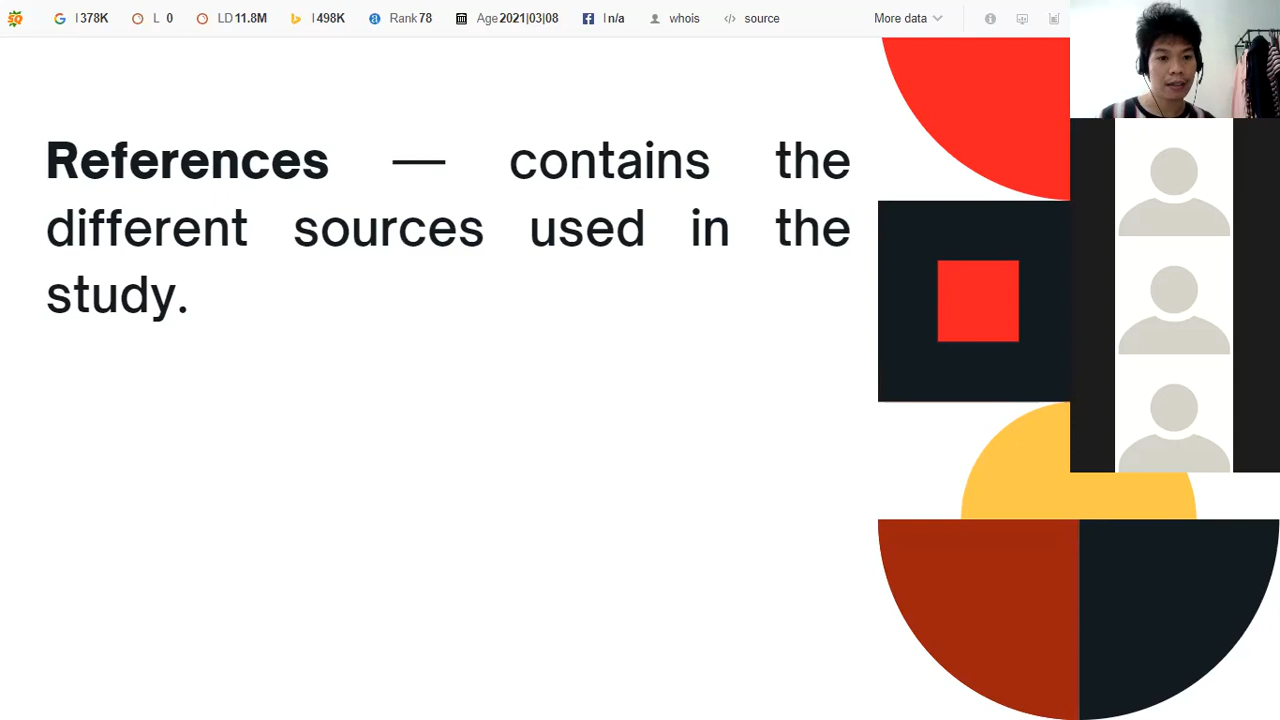 SQ I 378K L 0 LD 11.8M I 498K Rank 78 Age 2021|03|08 I n/a whois source More data
References — contains the
different sources used in the
study.